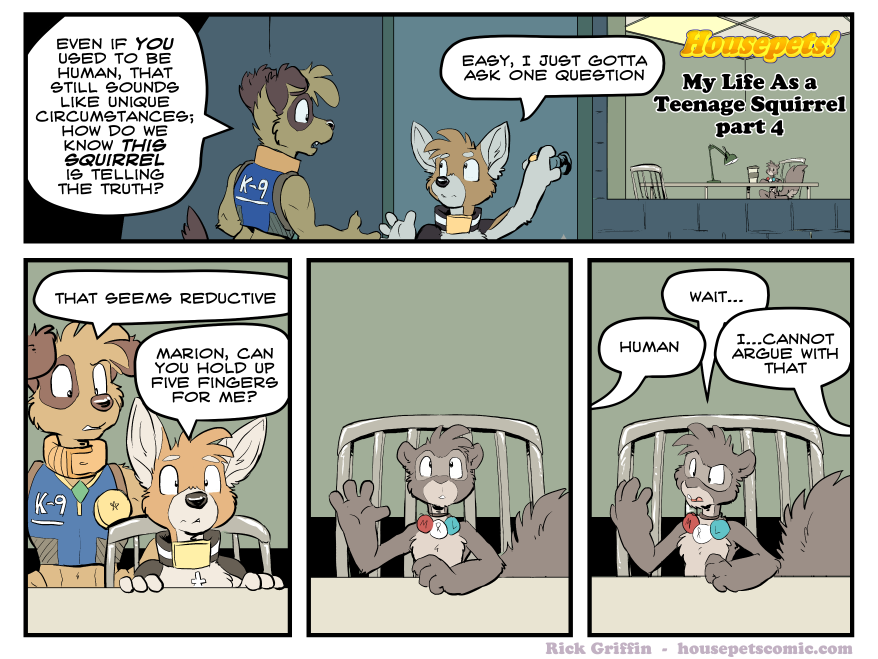 EVEN IF YOU
USED TO BE
HUMAN, THAT
STILL SOUNDS
LIKE UNIQUE
CIRCUMSTANCES;
HOW DO WE
KNOW THIS
SQUIRREL
IS TELLING
THE TRUTH?
K-9
EASY, I JUST GOTTA
ASK ONE QUESTION
Housepets!
My Life As a
Teenage Squirrel
part 4
THAT SEEMS REDUCTIVE
MARION, CAN
YOU HOLD UP
FIVE FINGERS
FOR ME?
K-9
M R L
HUMAN
WAIT...
I...CANNOT
ARGUE WITH
THAT
M R L
Rick Griffin - housepetscomic.com